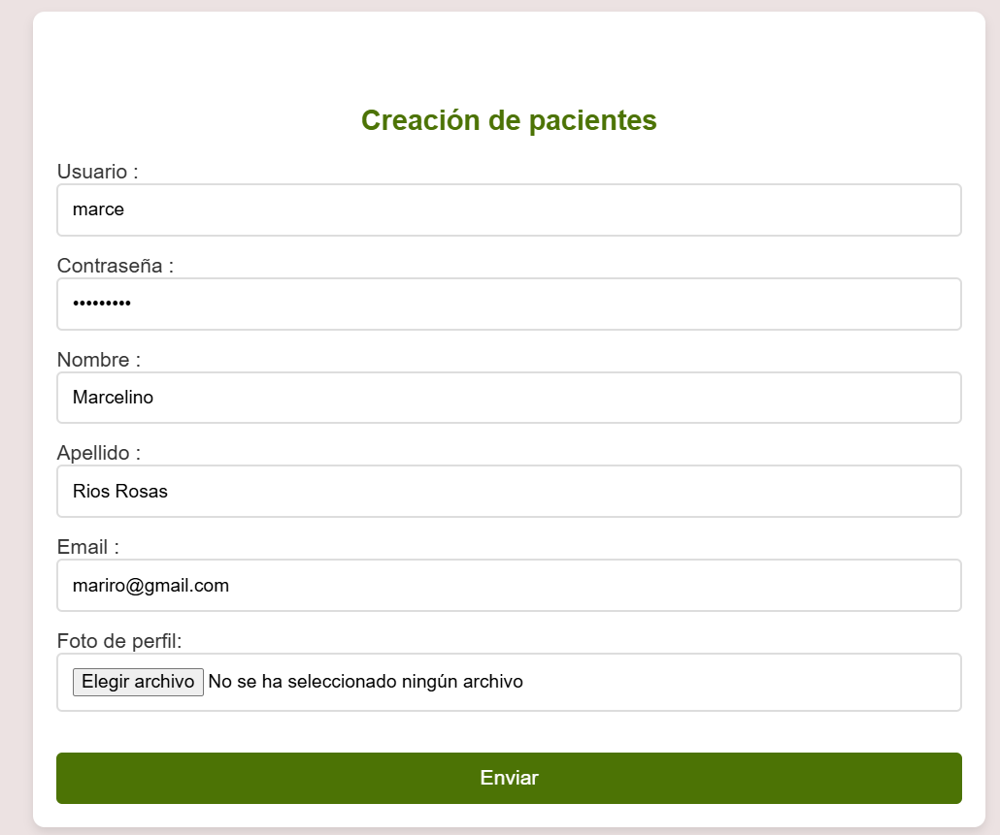 Creación de pacientes
Usuario :
marce
Contraseña :
•••••••••
Nombre :
Marcelino
Apellido :
Rios Rosas
Email :
mariro@gmail.com
Foto de perfil:
Elegir archivo No se ha seleccionado ningún archivo
Enviar